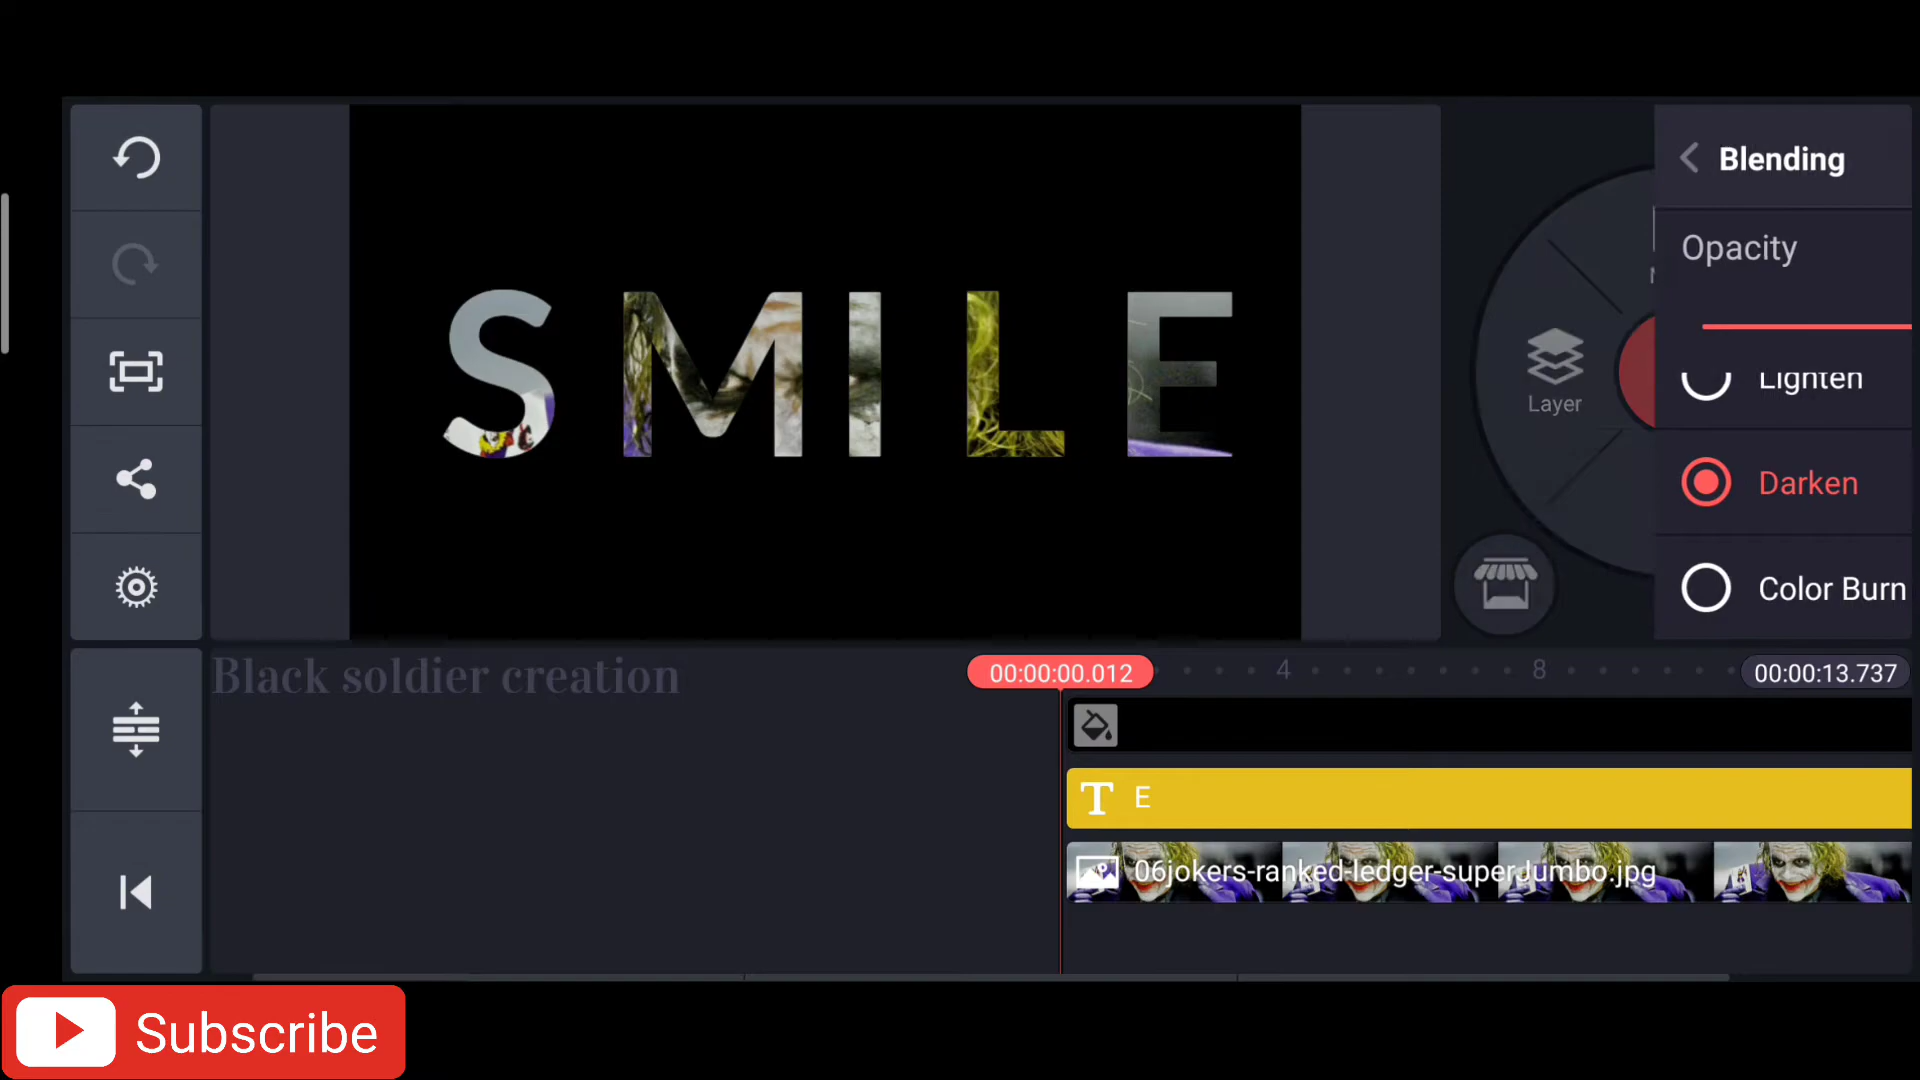 SMILE
Blending
Opacity
Lighten
Layer
Darken
Color Burn
Black soldier creation
00:00:00.012
4
8
00:00:13.737
T E
06jokers-ranked-ledger-superJumbo.jpg
Subscribe